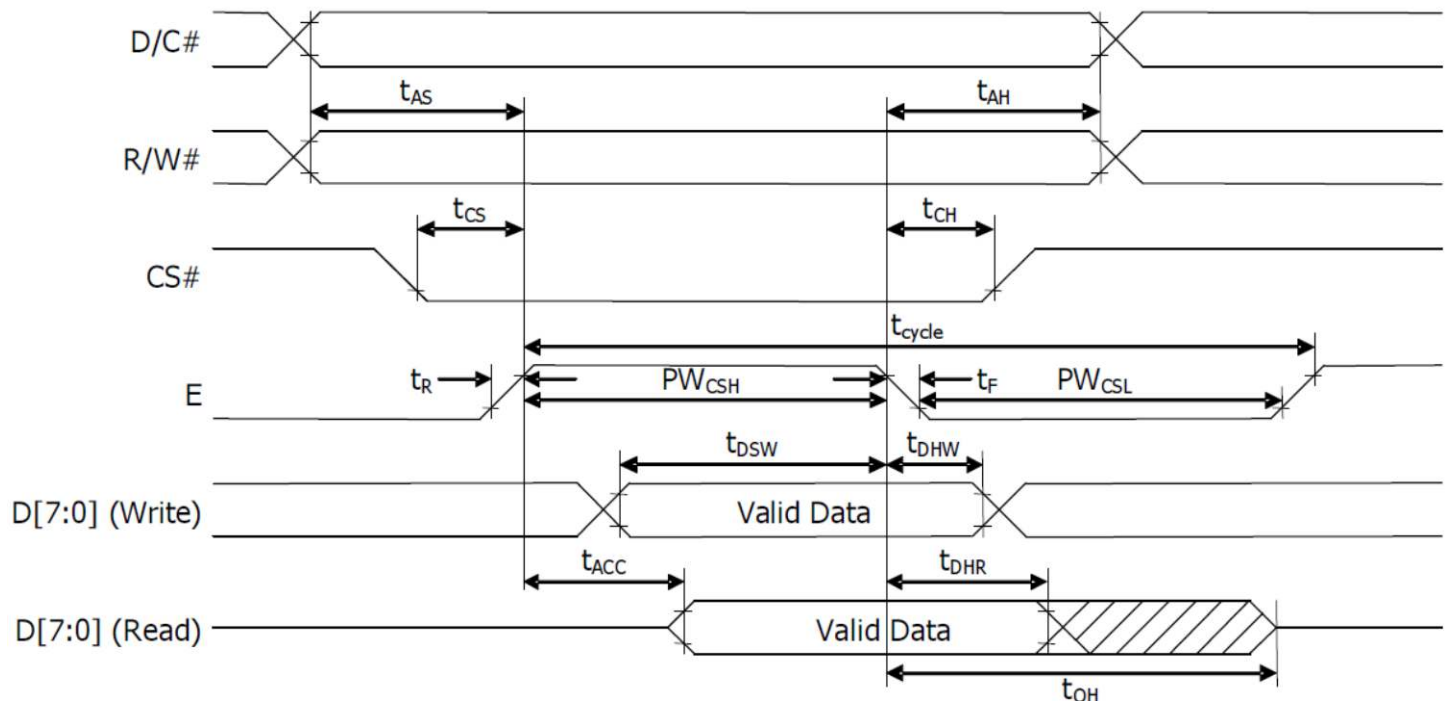 D/C#
tAS
tAH
R/W#
tCS
tCH
CS#
tcycle
tR
PWCSH
tF
PWCSL
E
tDSW
tDHW
D[7:0] (Write)
Valid Data
tACC
tDHR
D[7:0] (Read)
Valid Data
tOH